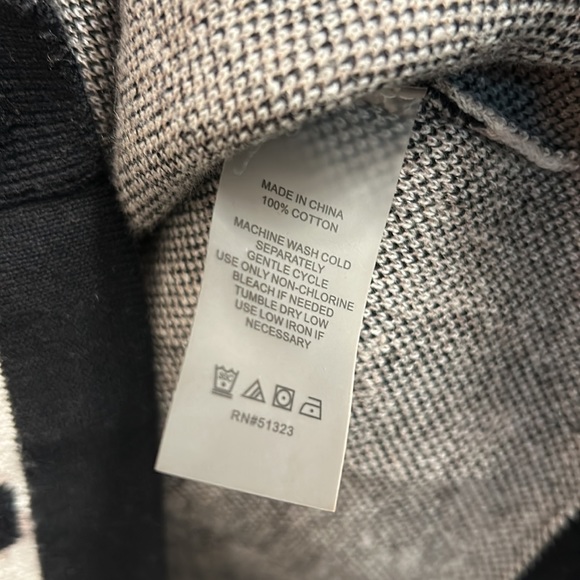 MADE IN CHINA
100% COTTON
MACHINE WASH COLD
SEPARATELY
GENTLE CYCLE
USE ONLY NON-CHLORINE
BLEACH IF NEEDED
TUMBLE DRY LOW
USE LOW IRON IF
NECESSARY
RN#51323